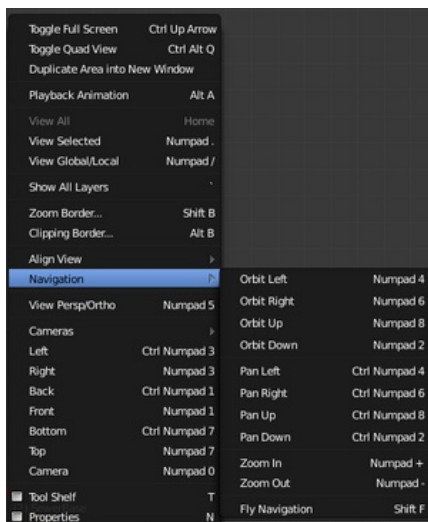 Toggle Full Screen Ctrl Up Arrow
Toggle Quad View Ctrl Alt Q
Duplicate Area into New Window
Playback Animation Alt A
View All Home
View Selected Numpad .
View Global/Local Numpad /
Show All Layers `
Zoom Border... Shift B
Clipping Border... Alt B
Align View
Navigation
View Persp/Ortho Numpad 5
Cameras
Left Ctrl Numpad 3
Right Numpad 3
Back Ctrl Numpad 1
Front Numpad 1
Bottom Ctrl Numpad 7
Top Numpad 7
Camera Numpad 0
Tool Shelf T
Properties N
Orbit Left Numpad 4
Orbit Right Numpad 6
Orbit Up Numpad 8
Orbit Down Numpad 2
Pan Left Ctrl Numpad 4
Pan Right Ctrl Numpad 6
Pan Up Ctrl Numpad 8
Pan Down Ctrl Numpad 2
Zoom In Numpad +
Zoom Out Numpad -
Fly Navigation Shift F